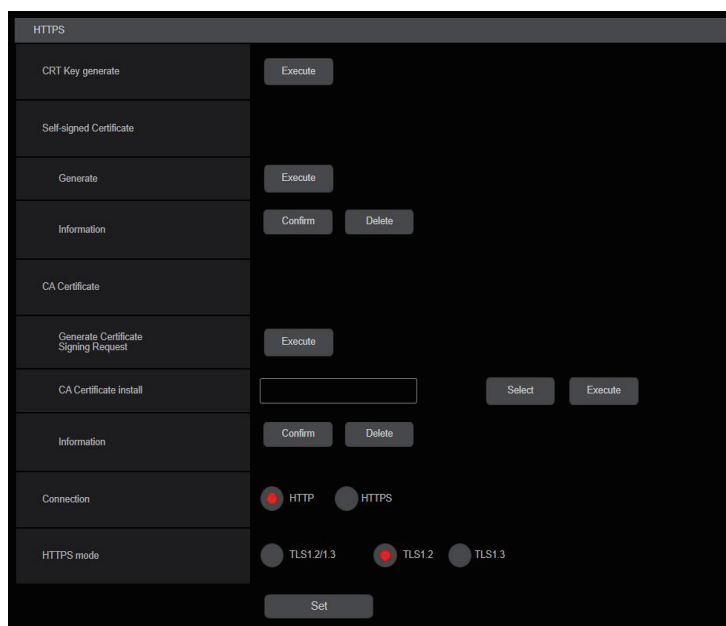 HTTPS
CRT Key generate Execute
Self-signed Certificate
Generate Execute
Information Confirm Delete
CA Certificate
Generate Certificate
Signing Request Execute
CA Certificate install Select Execute
Information Confirm Delete
Connection HTTP HTTPS
HTTPS mode TLS1.2/1.3 TLS1.2 TLS1.3
Set